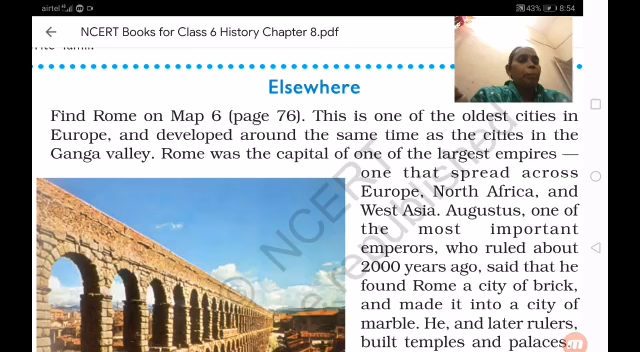 airtel 43% 8:54
NCERT Books for Class 6 History Chapter 8.pdf
Elsewhere
Find Rome on Map 6 (page 76). This is one of the oldest cities in
Europe, and developed around the same time as the cities in the
Ganga valley. Rome was the capital of one of the largest empires —
one that spread across
Europe, North Africa, and
West Asia. Augustus, one of
the most important
emperors, who ruled about
2000 years ago, said that he
found Rome a city of brick,
and made it into a city of
marble. He, and later rulers,
built temples and palaces.
© NCERT
republished